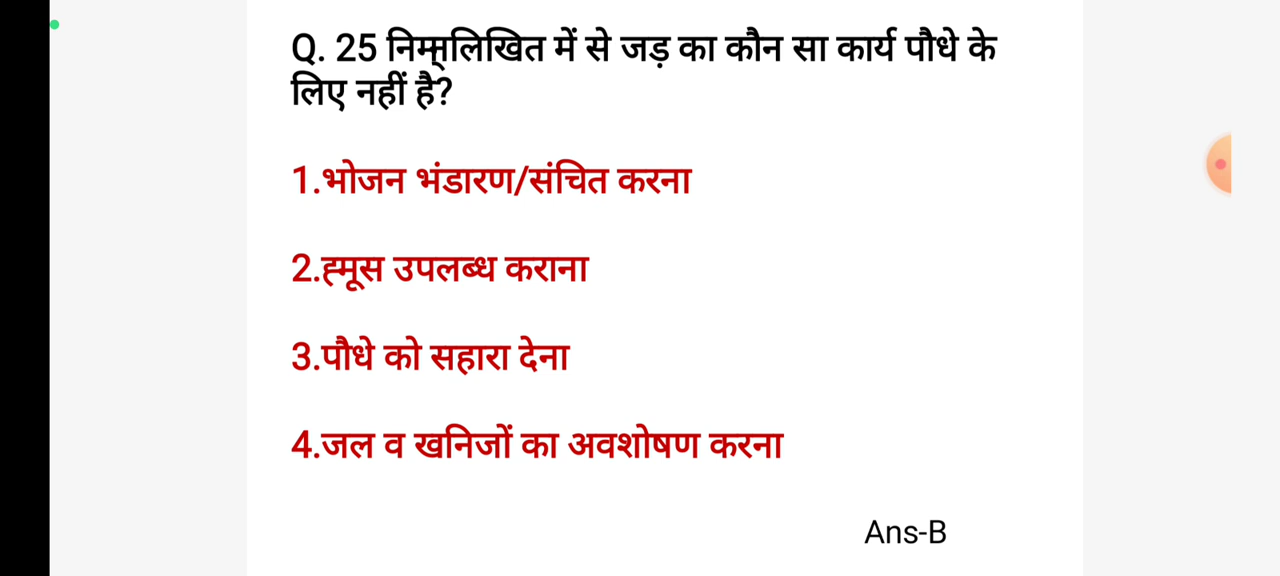 Q. 25 निम्न्नलिखित में से जड़ का कौन सा कार्य पौधे के
लिए नहीं है?
1.भोजन भंडारण/संचित करना
2.ह्मूस उपलब्ध कराना
3.पौधे को सहारा देना
4.जल व खनिजों का अवशोषण करना
Ans-B